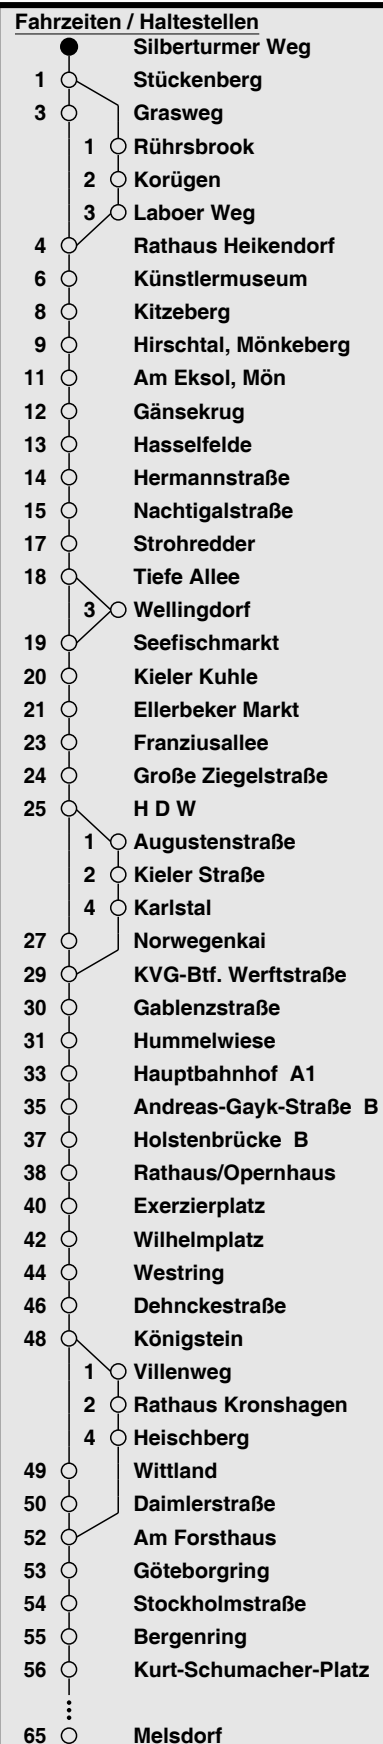 Fahrzeiten / Haltestellen
Silberturmer Weg
1 Stückenberg
3 Grasweg
1 Rührsbrook
2 Korügen
3 Laboer Weg
4 Rathaus Heikendorf
6 Künstlermuseum
8 Kitzeberg
9 Hirschtal, Mönkeberg
11 Am Eksol, Mön
12 Gänsekrug
13 Hasselfelde
14 Hermannstraße
15 Nachtigalstraße
17 Strohredder
18 Tiefe Allee
3 Wellingdorf
19 Seefischmarkt
20 Kieler Kuhle
21 Ellerbeker Markt
23 Franziusallee
24 Große Ziegelstraße
25 H D W
1 Augustenstraße
2 Kieler Straße
4 Karlstal
27 Norwegenkai
29 KVG-Btf. Werftstraße
30 Gablenzstraße
31 Hummelwiese
33 Hauptbahnhof A1
35 Andreas-Gayk-Straße B
37 Holstenbrücke B
38 Rathaus/Opernhaus
40 Exerzierplatz
42 Wilhelmplatz
44 Westring
46 Dehnckestraße
48 Königstein
1 Villenweg
2 Rathaus Kronshagen
4 Heischberg
49 Wittland
50 Daimlerstraße
52 Am Forsthaus
53 Göteborgring
54 Stockholmstraße
55 Bergenring
56 Kurt-Schumacher-Platz
65 Melsdorf